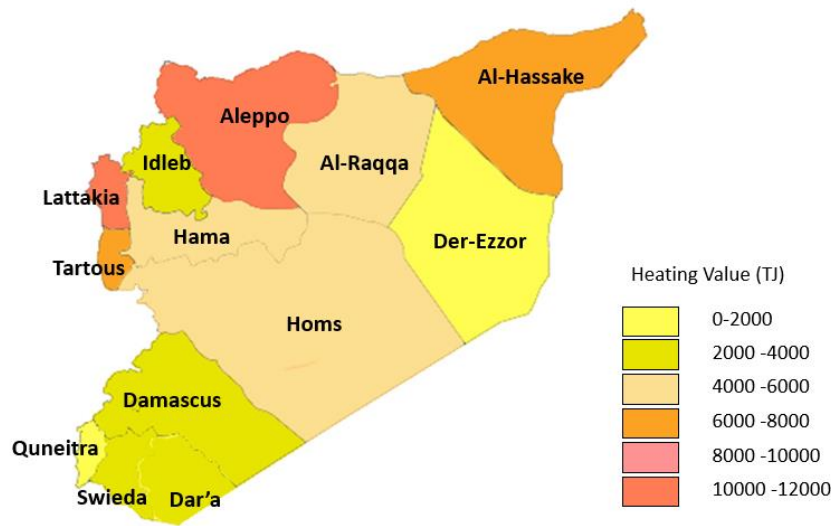 Al-Hassake
Aleppo
Idleb
Al-Raqqa
Lattakia
Hama
Der-Ezzor
Tartous
Homs
Damascus
Quneitra
Swieda
Dar’a
Heating Value (TJ)
0-2000
2000 -4000
4000 -6000
6000 -8000
8000 -10000
10000 -12000